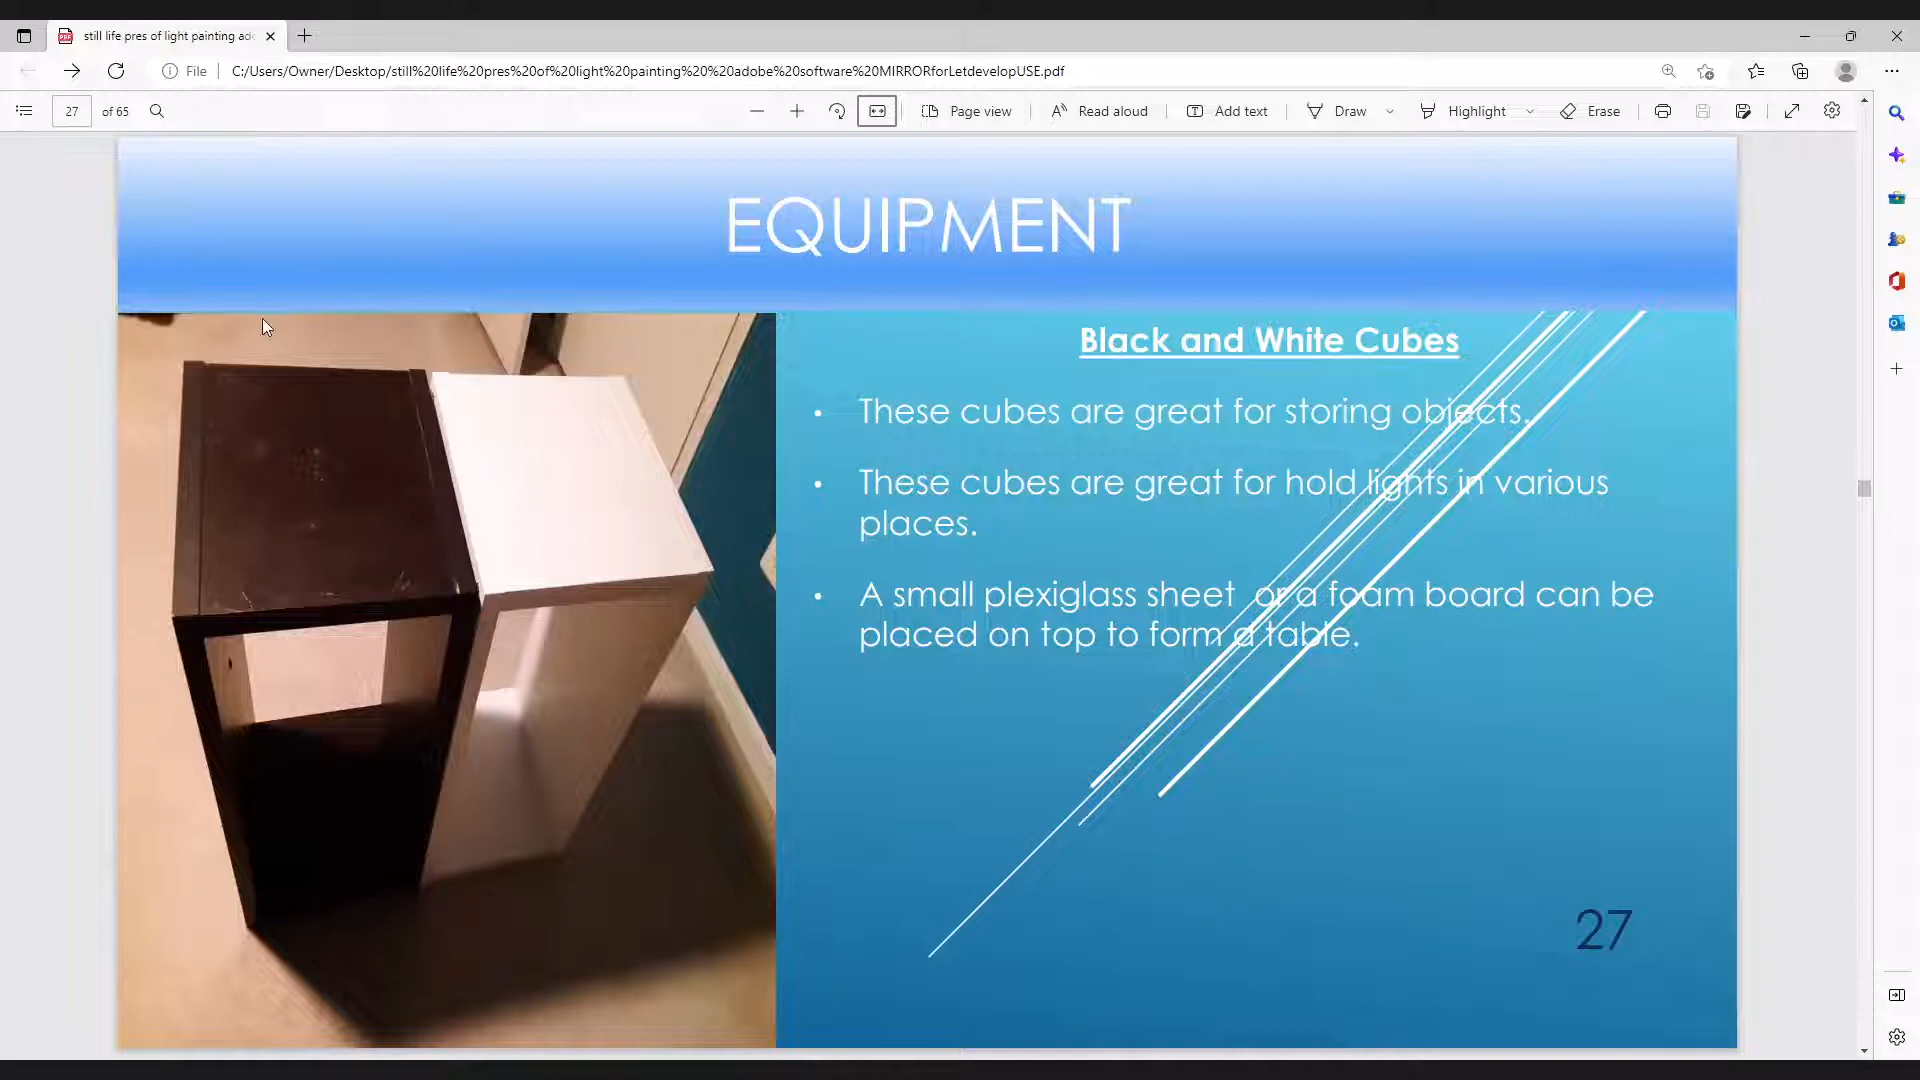 still life pres of light painting ado
File
C:/Users/Owner/Desktop/still%20life%20pres%20of%20light%20painting%20%20adobe%20software%20MIRRORforLetdevelopUSE.pdf
27 of 65
Page view
Read aloud
Add text
Draw
Highlight
Erase
EQUIPMENT
Black and White Cubes
• These cubes are great for storing objects.
• These cubes are great for hold lights in various
places.
• A small plexiglass sheet or a foam board can be
placed on top to form a table.
27